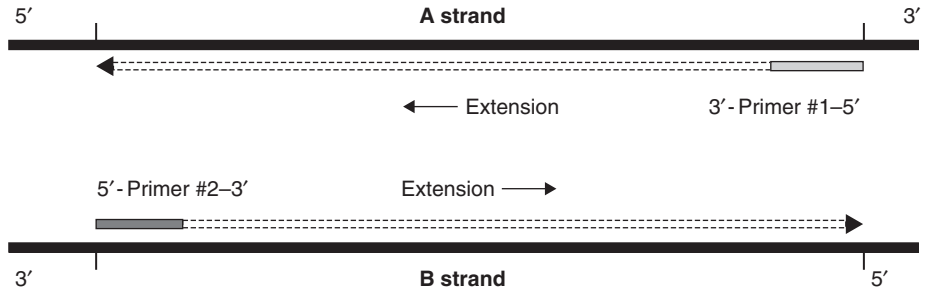 5′ A strand 3′
Extension 3′-Primer #1–5′
5′-Primer #2–3′ Extension
3′ B strand 5′